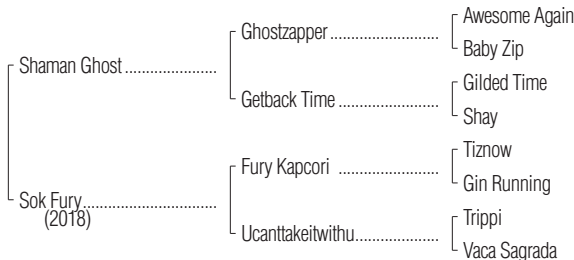 Awesome Again
Ghostzapper
Baby Zip
Shaman Ghost
Gilded Time
Getback Time
Shay
Tiznow
Fury Kapcori
Gin Running
Sok Fury
(2018)
Trippi
Ucanttakeitwithu
Vaca Sagrada